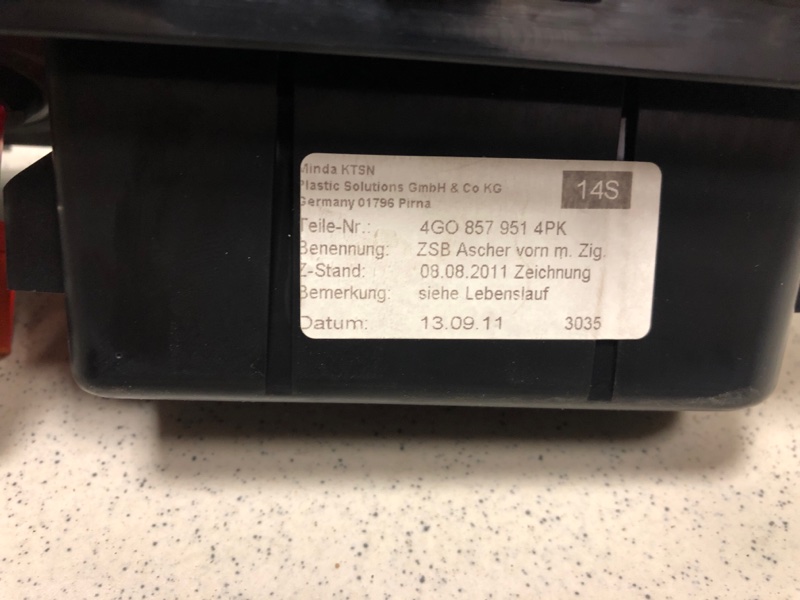 Minda KTSN
Plastic Solutions GmbH & Co KG
Germany 01796 Pirna
14S
Teile-Nr.: 4GO 857 951 4PK
Benennung: ZSB Ascher vorn m. Zig.
Z-Stand: 08.08.2011 Zeichnung
Bemerkung: siehe Lebenslauf
Datum: 13.09.11 3035